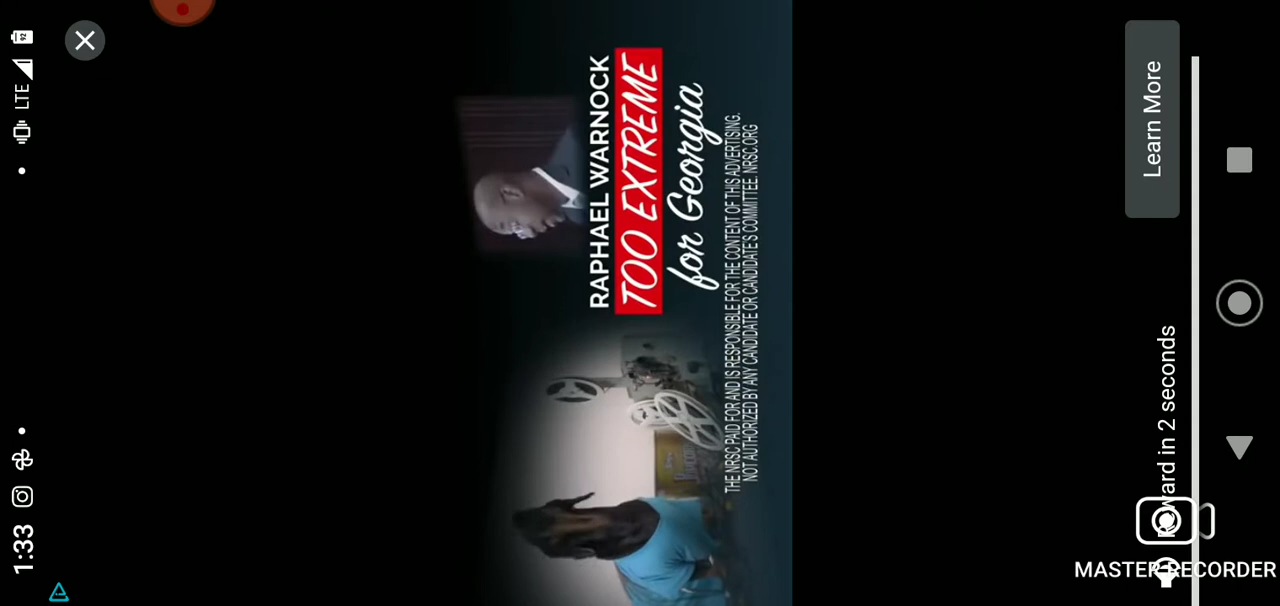 1:33
LTE
92
RAPHAEL WARNOCK
TOO EXTREME
for Georgia
THE NRSC PAID FOR AND IS RESPONSIBLE FOR THE CONTENT OF THIS ADVERTISING.
NOT AUTHORIZED BY ANY CANDIDATE OR CANDIDATE'S COMMITTEE. NRSC.ORG
Learn More
in 2 seconds
MASTER RECORDER